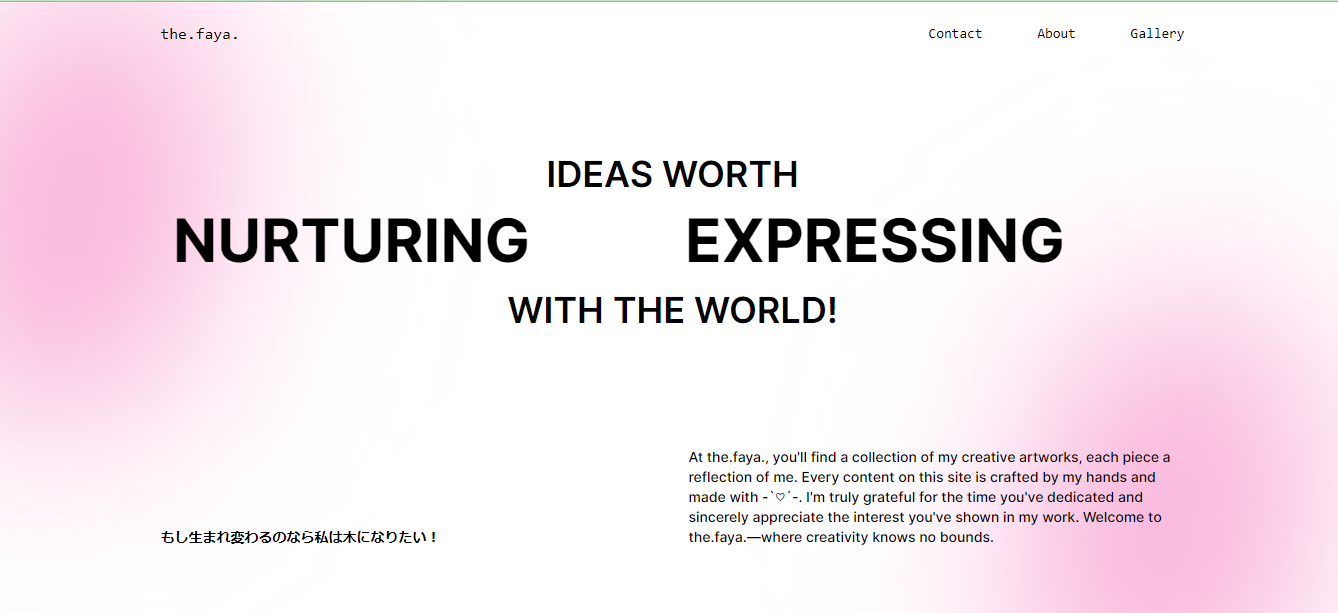 the.faya.
Contact About Gallery
IDEAS WORTH
NURTURING EXPRESSING
WITH THE WORLD!
At the.faya., you'll find a collection of my creative artworks, each piece a
reflection of me. Every content on this site is crafted by my hands and
made with -`♡´-. I'm truly grateful for the time you've dedicated and
sincerely appreciate the interest you've shown in my work. Welcome to
the.faya.—where creativity knows no bounds.
もし生まれ変わるのなら私は木になりたい！